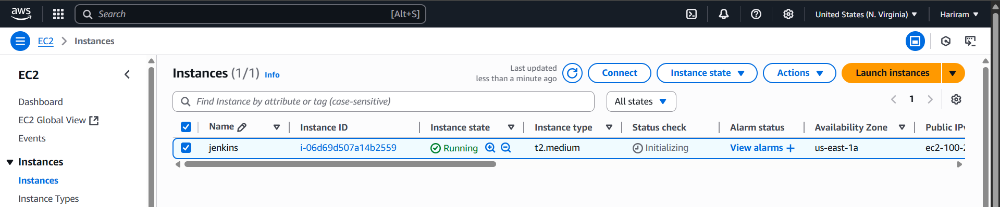 aws Search [Alt+S] United States (N. Virginia) Hariram
EC2 Instances
EC2
Dashboard
EC2 Global View
Events
Instances
Instances
Instance Types
Instances (1/1) Info
Last updated
less than a minute ago
Connect Instance state Actions Launch instances
Find Instance by attribute or tag (case-sensitive) All states 1
Name Instance ID Instance state Instance type Status check Alarm status Availability Zone Public IPv
jenkins i-06d69d507a14b2559 Running t2.medium Initializing View alarms + us-east-1a ec2-100-2